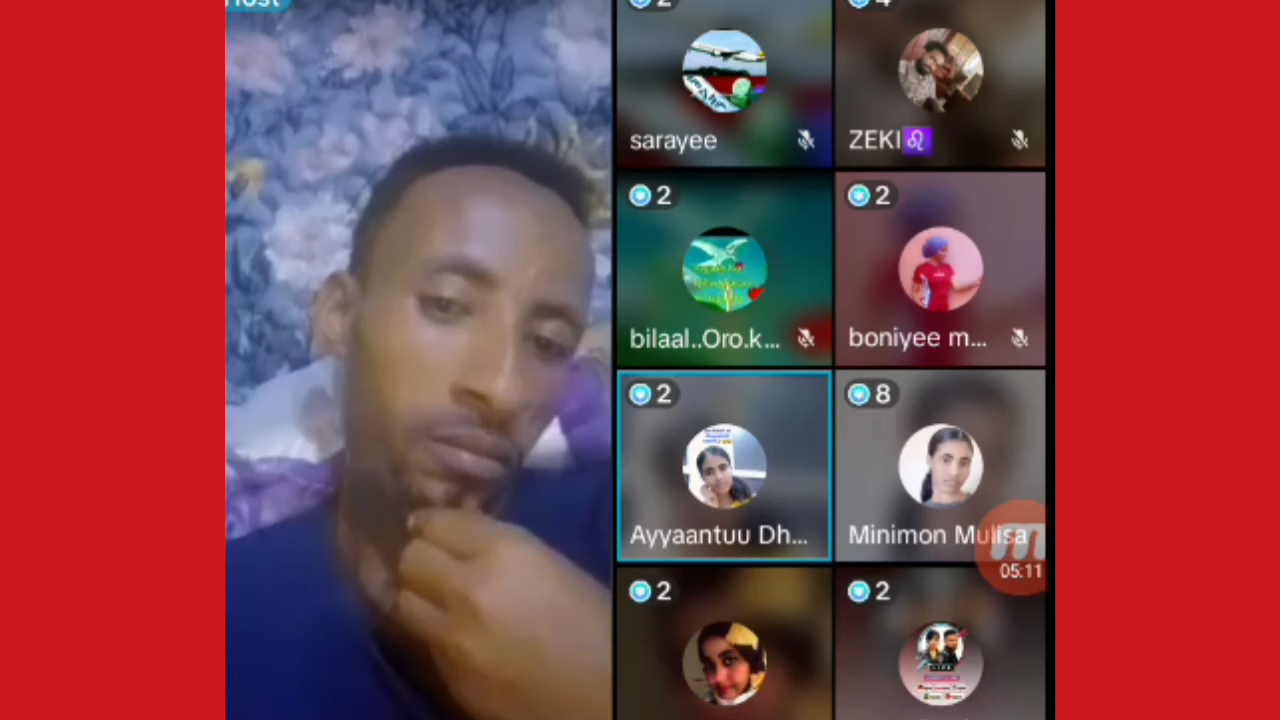 Host
2
4
sarayee
ZEKI♌
2
2
bilaal..Oro.k...
boniyee m...
2
8
Ayyaantuu Dh...
Minimon Mulisa
05:11
2
2